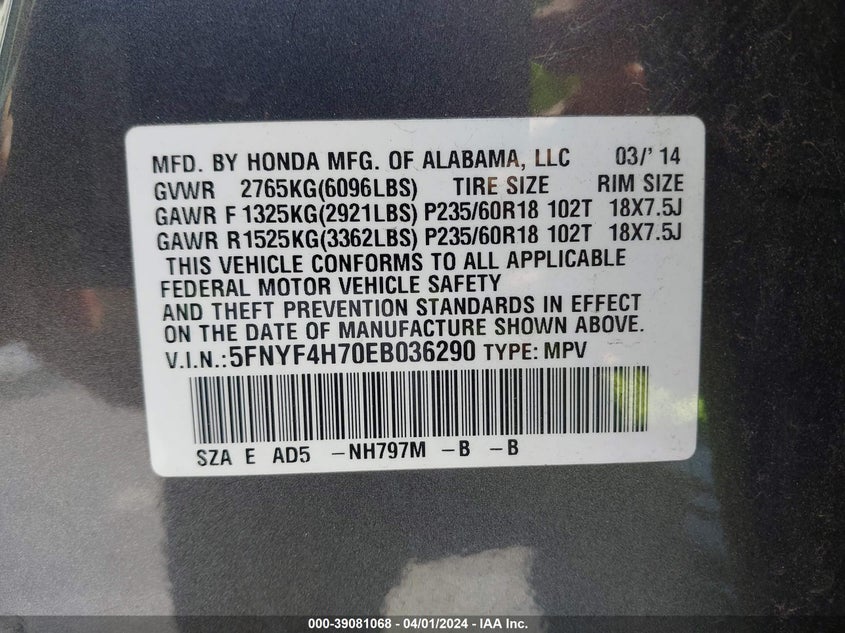 MFD. BY HONDA MFG. OF ALABAMA, LLC 03/' 14
GVWR 2765KG(6096LBS) TIRE SIZE RIM SIZE
GAWR F 1325KG(2921LBS) P235/60R18 102T 18X7.5J
GAWR R 1525KG(3362LBS) P235/60R18 102T 18X7.5J
THIS VEHICLE CONFORMS TO ALL APPLICABLE
FEDERAL MOTOR VEHICLE SAFETY
AND THEFT PREVENTION STANDARDS IN EFFECT
ON THE DATE OF MANUFACTURE SHOWN ABOVE.
V.I.N.:5FNYF4H70EB036290 TYPE: MPV
SZA E AD5 –NH797M –B –B
000-39081068 - 04/01/2024 - IAA Inc.